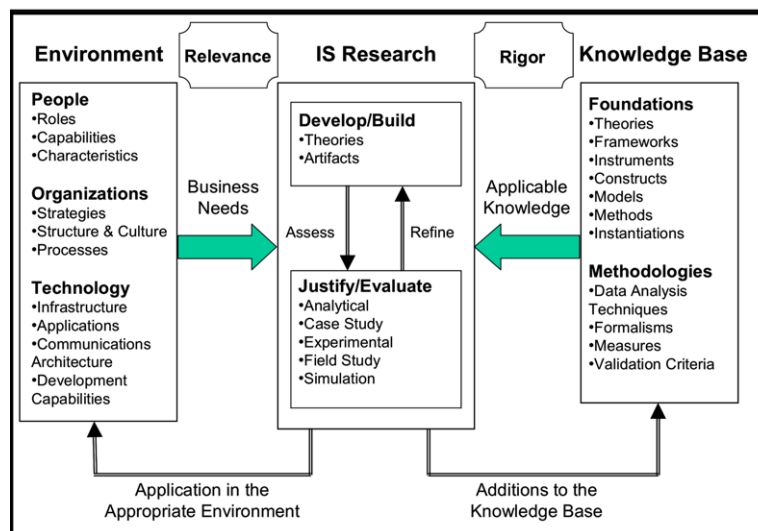 Environment
Relevance
IS Research
Rigor
Knowledge Base
People
•Roles
•Capabilities
•Characteristics
Organizations
•Strategies
•Structure & Culture
•Processes
Technology
•Infrastructure
•Applications
•Communications
Architecture
•Development
Capabilities
Business
Needs
Develop/Build
•Theories
•Artifacts
Assess
Refine
Justify/Evaluate
•Analytical
•Case Study
•Experimental
•Field Study
•Simulation
Applicable
Knowledge
Foundations
•Theories
•Frameworks
•Instruments
•Constructs
•Models
•Methods
•Instantiations
Methodologies
•Data Analysis
Techniques
•Formalisms
•Measures
•Validation Criteria
Application in the
Appropriate Environment
Additions to the
Knowledge Base